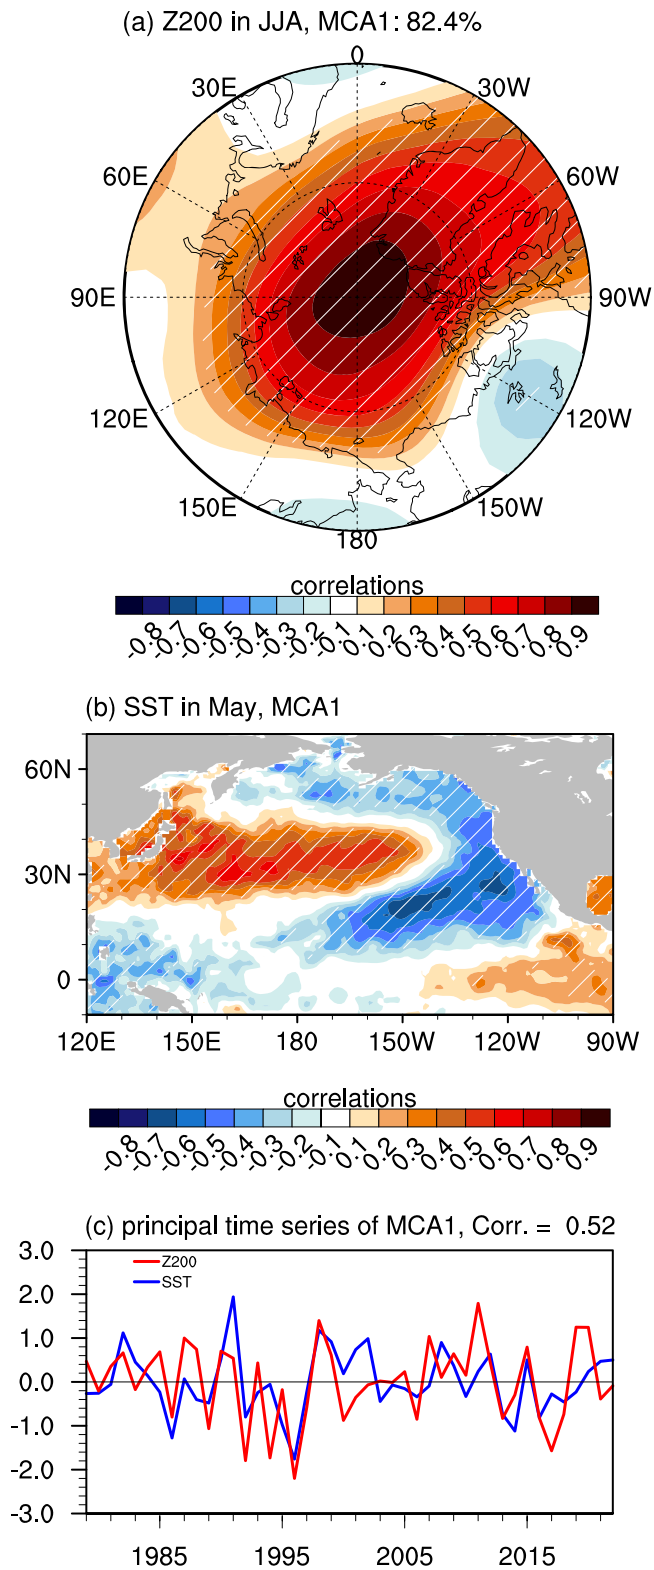 (a) Z200 in JJA, MCA1: 82.4%
0
30E 30W
60E 60W
90E 90W
120E 120W
150E 150W
180
correlations
-0.8 -0.7 -0.6 -0.5 -0.4 -0.3 -0.2 -0.1 0.1 0.2 0.3 0.4 0.5 0.6 0.7 0.8 0.9
(b) SST in May, MCA1
60N
30N
0
120E 150E 180 150W 120W 90W
correlations
-0.8 -0.7 -0.6 -0.5 -0.4 -0.3 -0.2 -0.1 0.1 0.2 0.3 0.4 0.5 0.6 0.7 0.8 0.9
(c) principal time series of MCA1, Corr. = 0.52
3.0
Z200
SST
2.0
1.0
0.0
-1.0
-2.0
-3.0
1985 1995 2005 2015